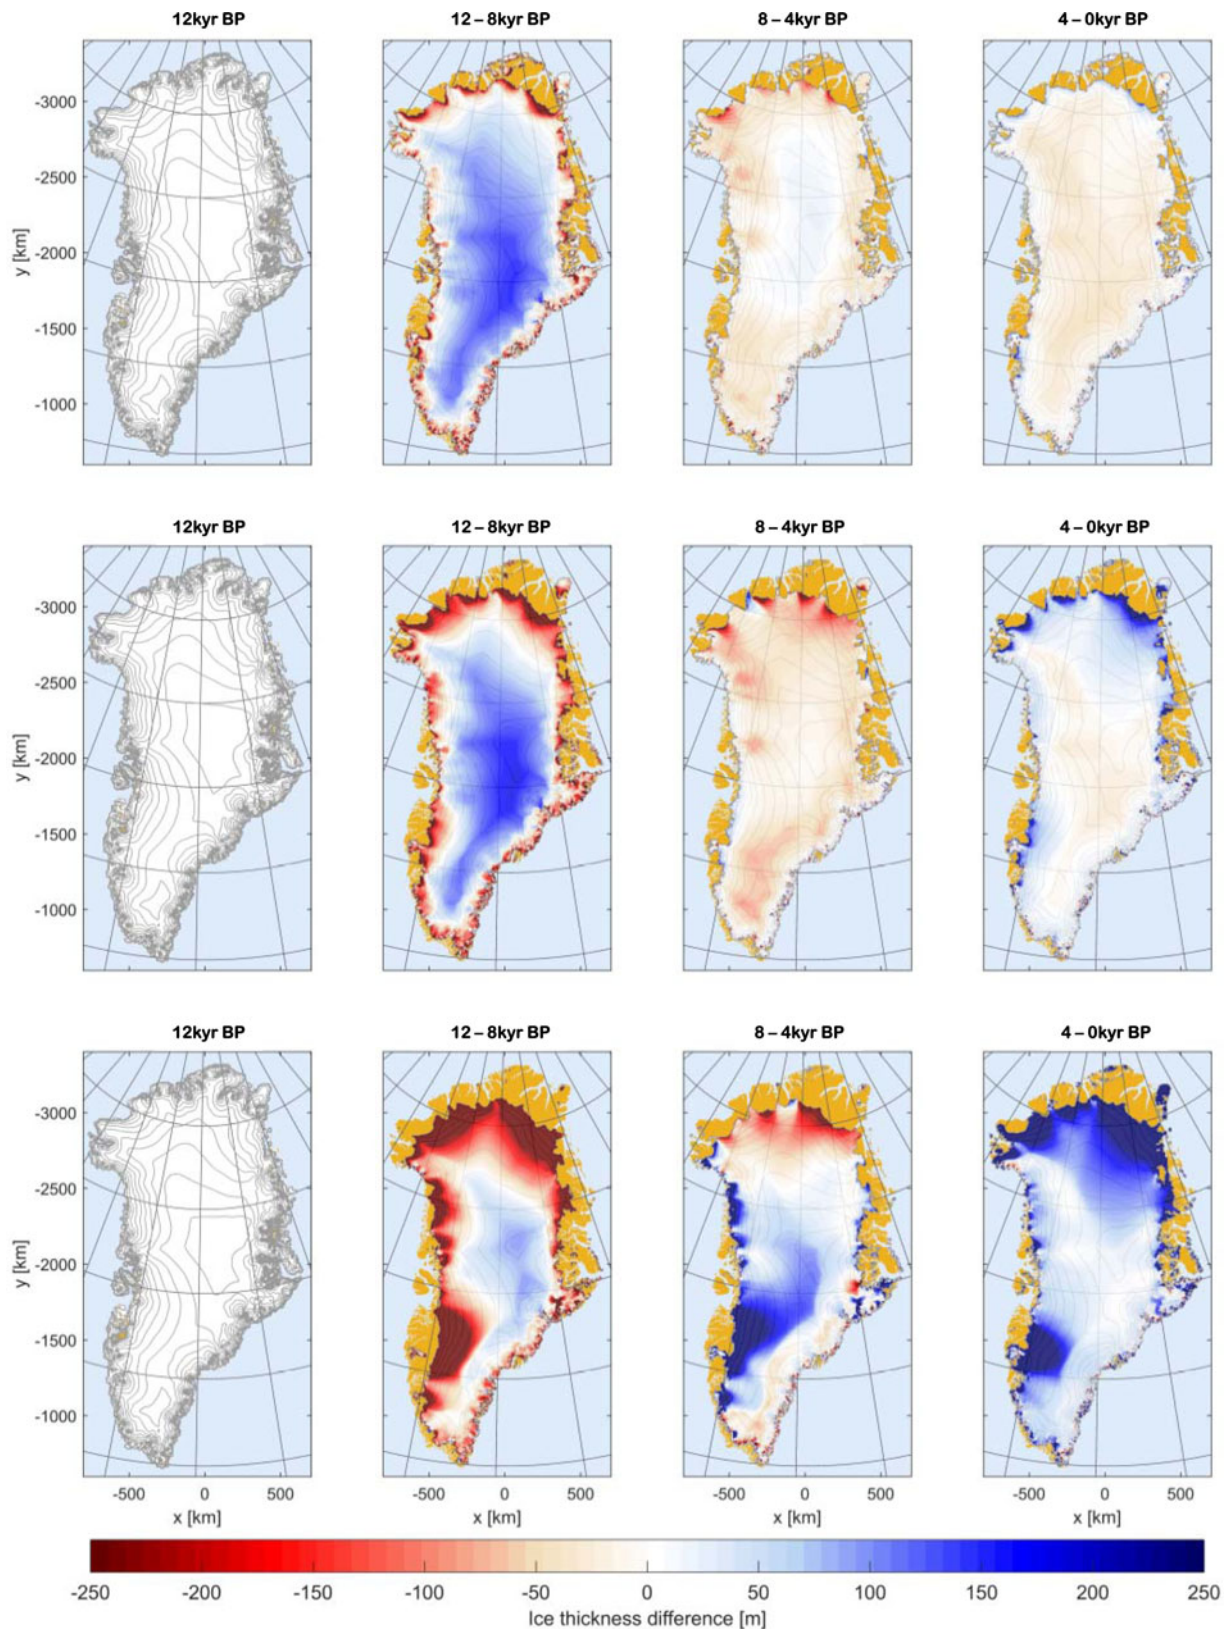 12kyr BP
12 – 8kyr BP
8 – 4kyr BP
4 – 0kyr BP
-3000
-2500
-2000
-1500
-1000
y [km]
12kyr BP
12 – 8kyr BP
8 – 4kyr BP
4 – 0kyr BP
-3000
-2500
-2000
-1500
-1000
y [km]
12kyr BP
12 – 8kyr BP
8 – 4kyr BP
4 – 0kyr BP
-3000
-2500
-2000
-1500
-1000
y [km]
-500 0 500
-500 0 500
-500 0 500
-500 0 500
x [km]
x [km]
x [km]
x [km]
-250 -200 -150 -100 -50 0 50 100 150 200 250
Ice thickness difference [m]